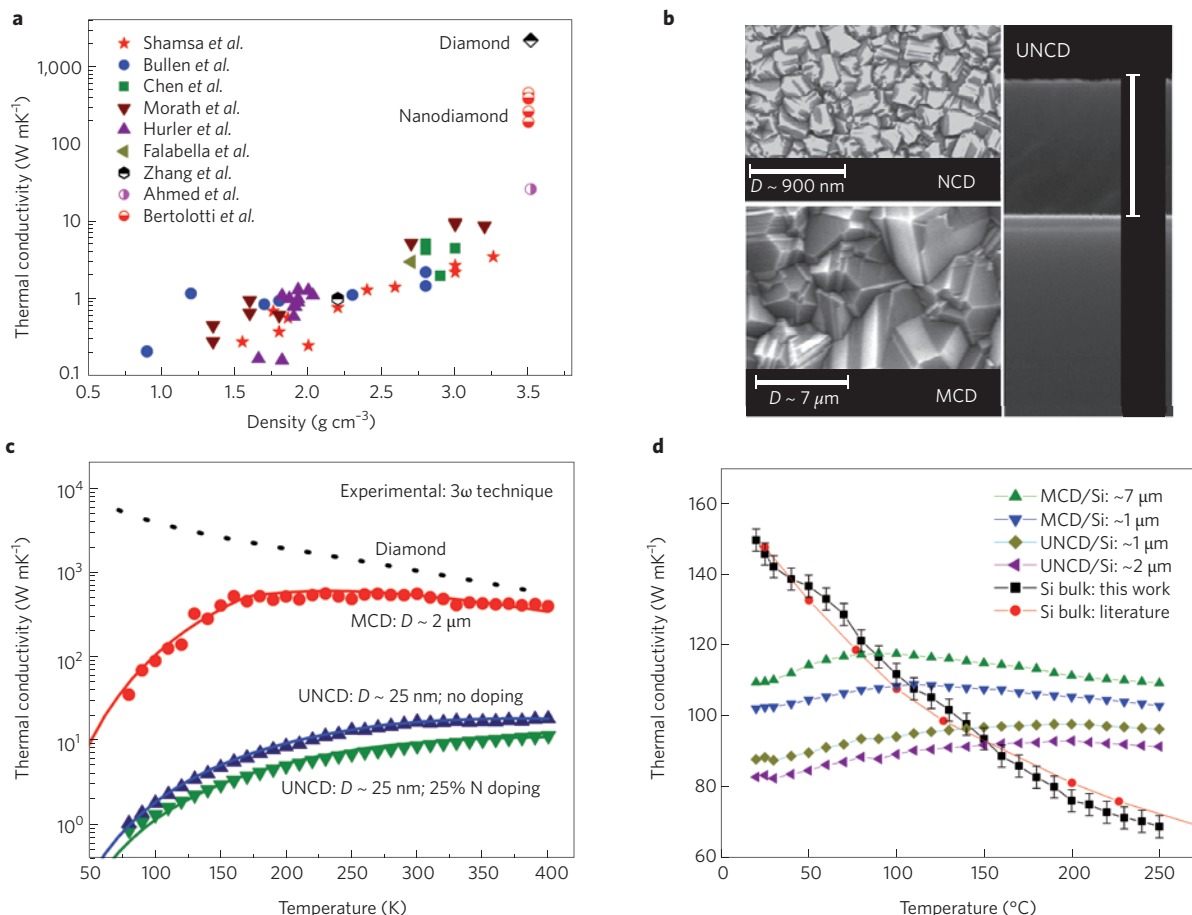 a
Thermal conductivity (W mK⁻¹)
1,000
100
10
1
0.1
0.5
1.0
1.5
2.0
2.5
3.0
3.5
Density (g cm⁻³)
Shamsa et al.
Bullen et al.
Chen et al.
Morath et al.
Hurler et al.
Falabella et al.
Zhang et al.
Ahmed et al.
Bertolotti et al.
Diamond
Nanodiamond
b
D ~ 900 nm
NCD
D ~ 7 μm
MCD
UNCD
c
Thermal conductivity (W mK⁻¹)
10⁴
10³
10²
10¹
10⁰
50
100
150
200
250
300
350
400
Temperature (K)
Experimental: 3ω technique
Diamond
MCD: D ~ 2 μm
UNCD: D ~ 25 nm; no doping
UNCD: D ~ 25 nm; 25% N doping
d
Thermal conductivity (W mK⁻¹)
160
140
120
100
80
60
0
50
100
150
200
250
Temperature (°C)
MCD/Si: ~7 μm
MCD/Si: ~1 μm
UNCD/Si: ~1 μm
UNCD/Si: ~2 μm
Si bulk: this work
Si bulk: literature